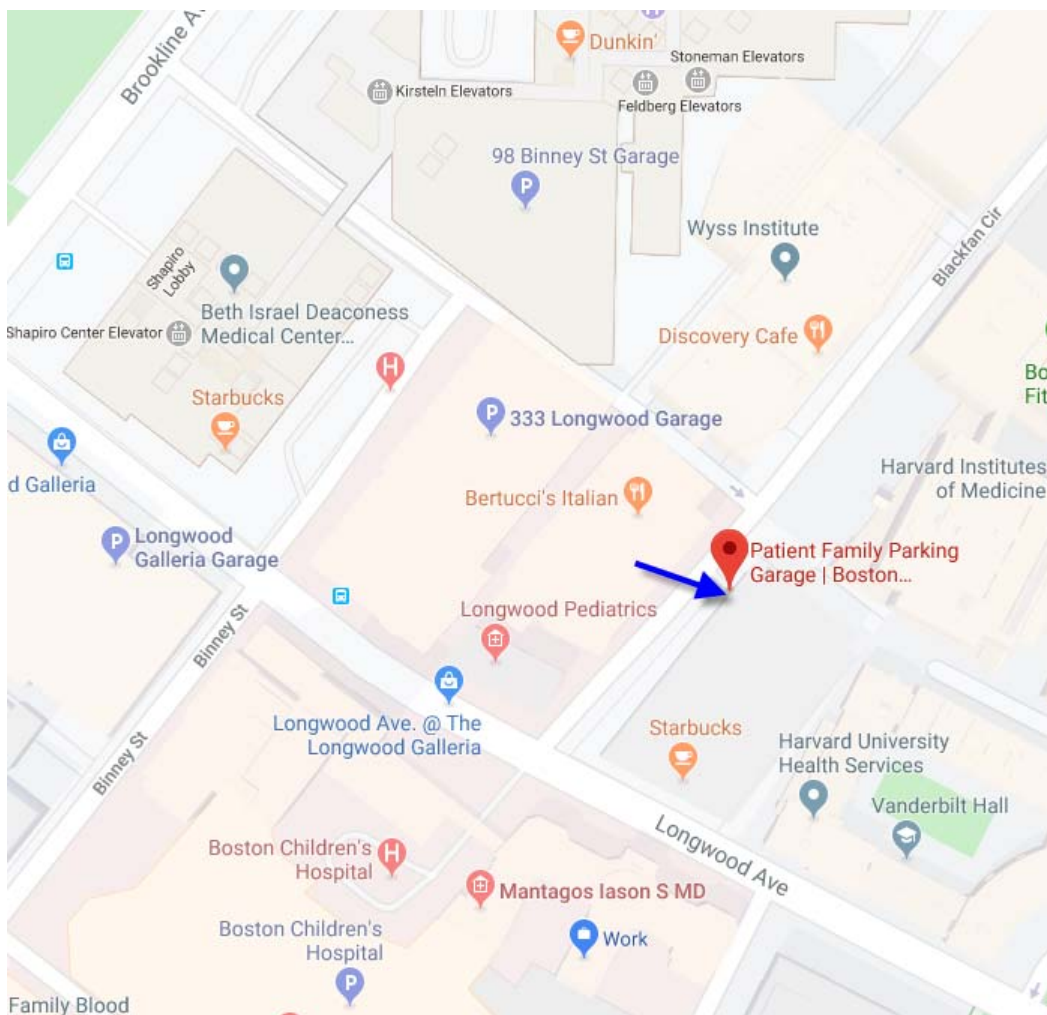 Brookline A
Dunkin'
Stoneman Elevators
Kirstein Elevators
Feldberg Elevators
98 Binney St Garage
P
Wyss Institute
Blackfan Cir
Shapiro
Lobby
Beth Israel Deaconess
Medical Center...
Shapiro Center Elevator
Discovery Cafe
H
Bo
Fit
Starbucks
P
333 Longwood Garage
d Galleria
Harvard Institutes
of Medicine
Bertucci's Italian
P
Longwood
Galleria Garage
Patient Family Parking
Garage | Boston...
Longwood Pediatrics
Binney St
Longwood Ave. @ The
Longwood Galleria
Starbucks
Harvard University
Health Services
Binney St
Vanderbilt Hall
Longwood Ave
Boston Children's
Hospital
H
Mantagos Iason S MD
Boston Children's
Hospital
P
Work
Family Blood